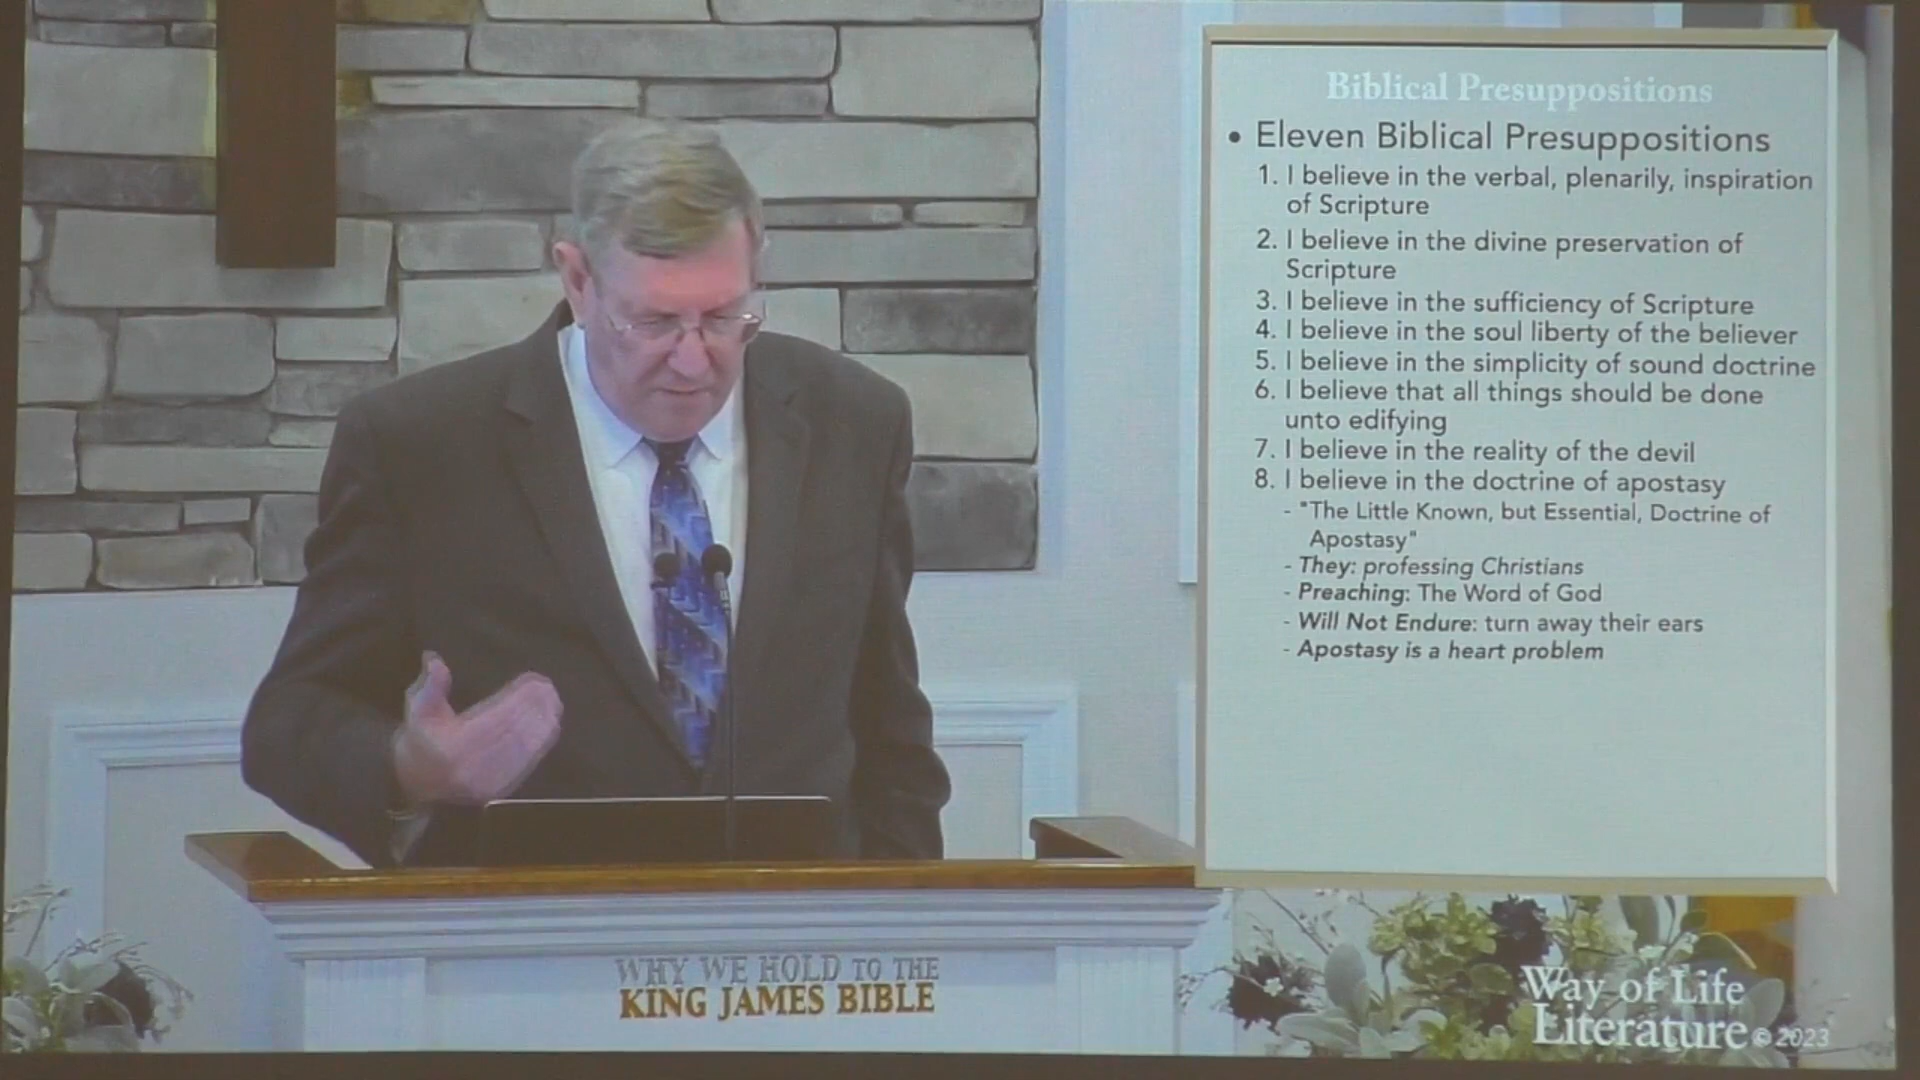 Biblical Presuppositions
• Eleven Biblical Presuppositions
1. I believe in the verbal, plenarily, inspiration
of Scripture
2. I believe in the divine preservation of
Scripture
3. I believe in the sufficiency of Scripture
4. I believe in the soul liberty of the believer
5. I believe in the simplicity of sound doctrine
6. I believe that all things should be done
unto edifying
7. I believe in the reality of the devil
8. I believe in the doctrine of apostasy
- "The Little Known, but Essential, Doctrine of
Apostasy"
- They: professing Christians
- Preaching: The Word of God
- Will Not Endure: turn away their ears
- Apostasy is a heart problem
WHY WE HOLD TO THE
KING JAMES BIBLE
Way of Life
Literature © 2023